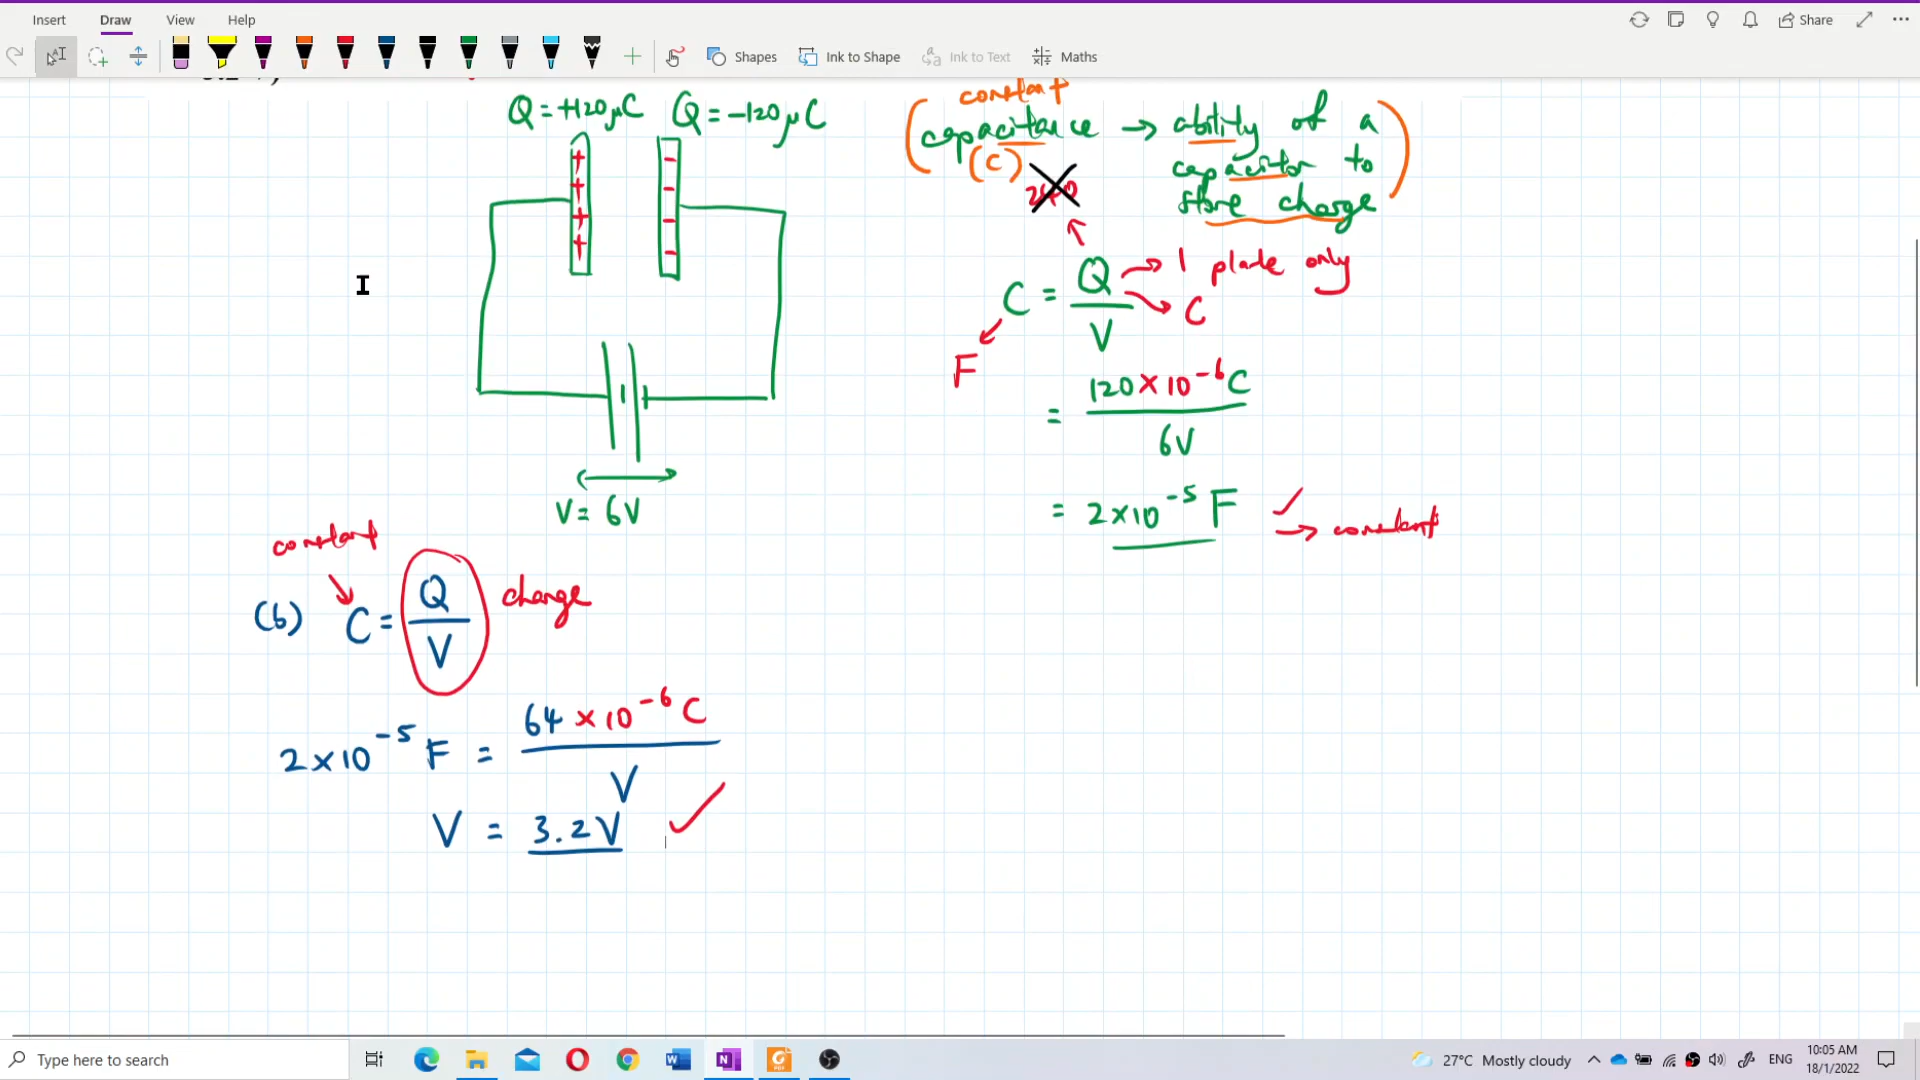 Insert Draw View Help
Share
Shapes Ink to Shape Ink to Text Maths
Q = +120 μC Q = -120 μC
constant
capacitance → ability of a
(C) capacitor to
240 store charge
+ + + +
- - - -
C = Q/V → 1 plate only
→ C
F
= 120 × 10⁻⁶ C / 6V
= 2 × 10⁻⁵ F ✓
→ constant
V = 6V
constant
(b) C = Q/V change
2 × 10⁻⁵ F = 64 × 10⁻⁶ C / V
V = 3.2V ✓
Type here to search
27°C Mostly cloudy
ENG
10:05 AM
18/1/2022